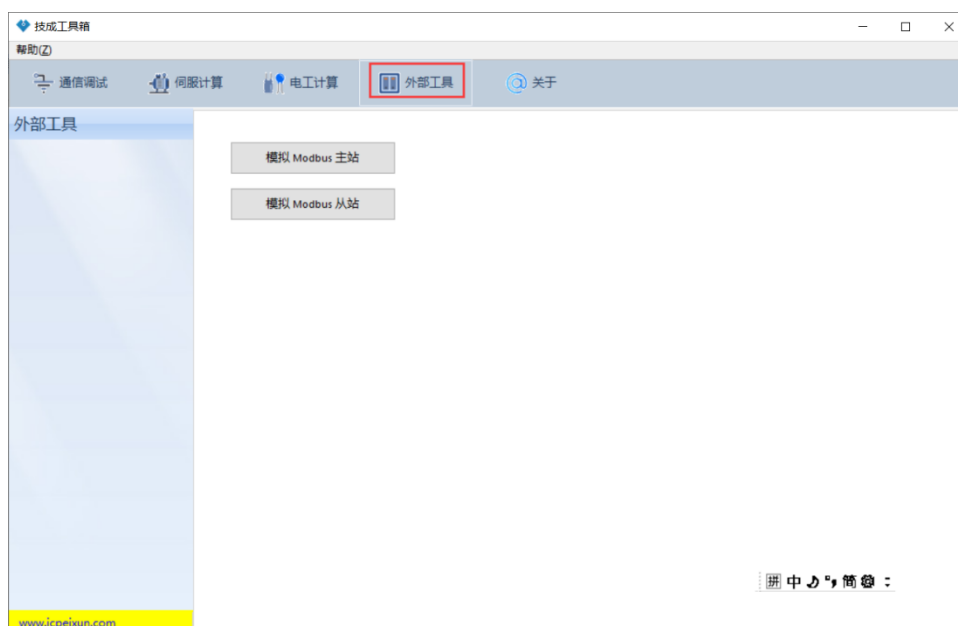 技成工具箱
帮助(Z)
通信调试 伺服计算 电工计算 外部工具 关于
外部工具
模拟 Modbus 主站
模拟 Modbus 从站
拼 中 简
www.jcpeixun.com